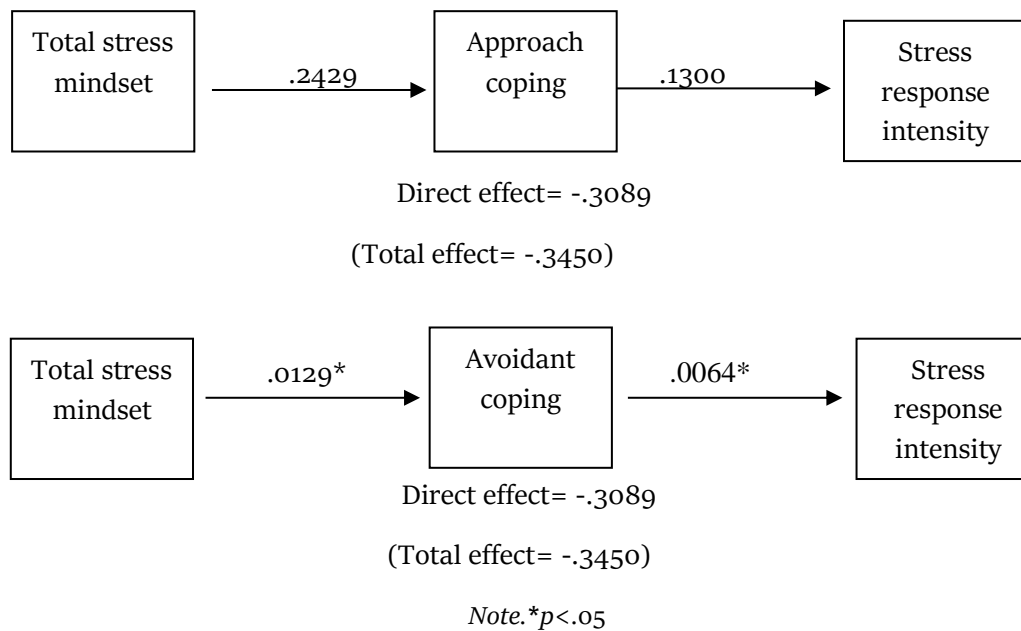 Total stress
mindset
.2429
Approach
coping
.1300
Stress
response
intensity
Direct effect= -.3089
(Total effect= -.3450)
Total stress
mindset
.0129*
Avoidant
coping
.0064*
Stress
response
intensity
Direct effect= -.3089
(Total effect= -.3450)
Note.*p<.05